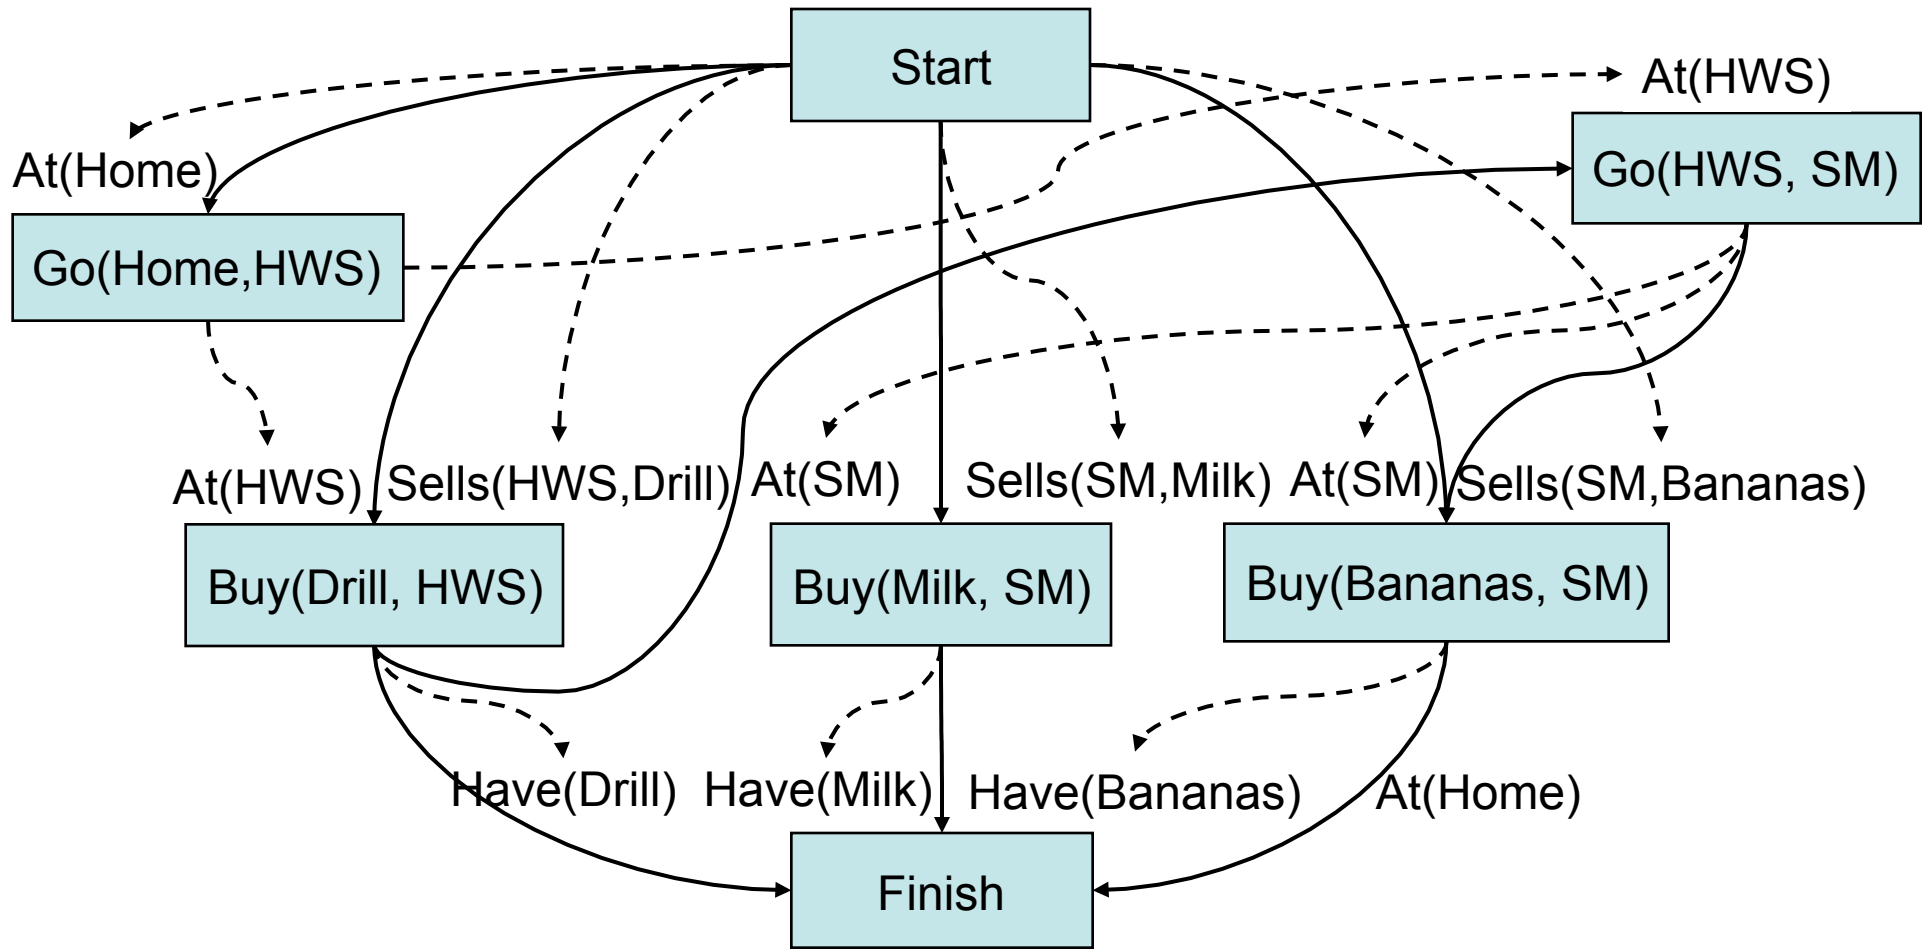 Start
At(HWS)
At(Home)
Go(HWS, SM)
Go(Home,HWS)
At(HWS)
Sells(HWS,Drill)
At(SM)
Sells(SM,Milk)
At(SM)
Sells(SM,Bananas)
Buy(Drill, HWS)
Buy(Milk, SM)
Buy(Bananas, SM)
Have(Drill)
Have(Milk)
Have(Bananas)
At(Home)
Finish